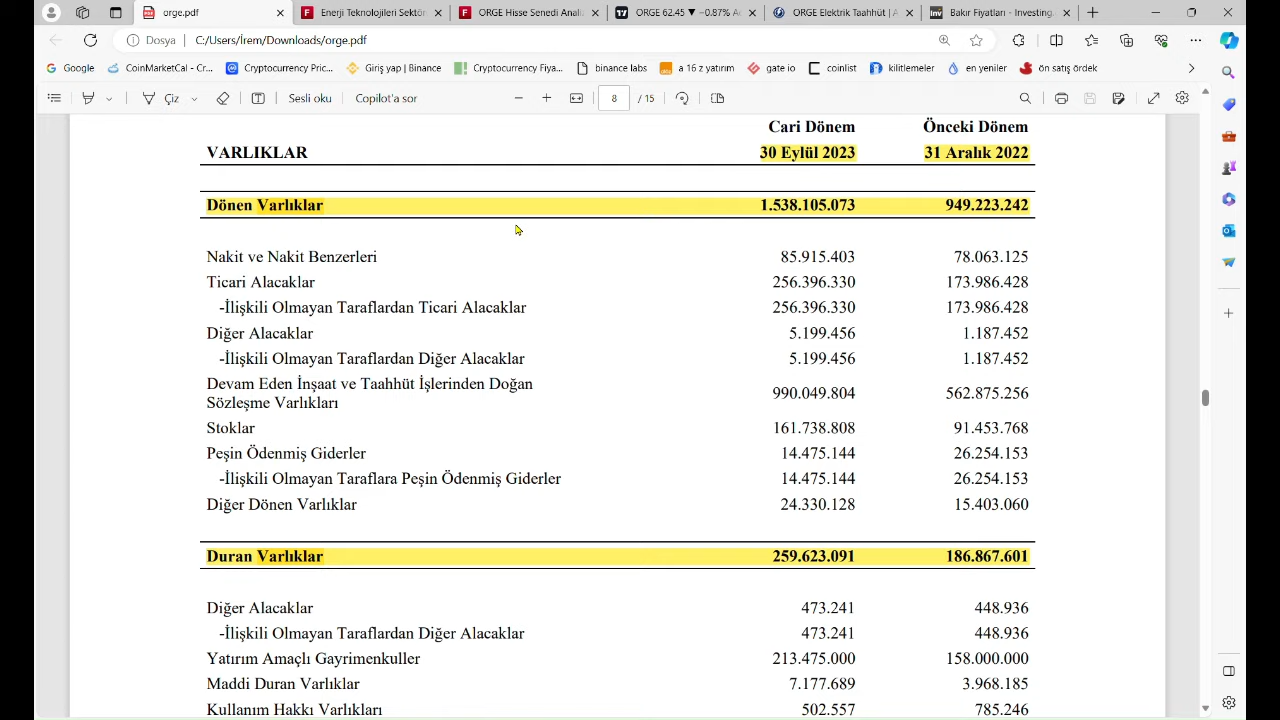 orge.pdf
Enerji Teknolojileri Sektör
ORGE Hisse Senedi Anali
ORGE 62.45 ▼ −0.87% A
ORGE Elektrik Taahhüt | A
Bakır Fiyatları - Investing.
Dosya
C:/Users/İrem/Downloads/orge.pdf
Google
CoinMarketCal - Cr...
Cryptocurrency Pric...
Giriş yap | Binance
Cryptocurrency Fiya...
binance labs
a 16 z yatırım
gate io
coinlist
kilitlemeler
en yeniler
ön satış ördek
Çiz
Sesli oku
Copilot'a sor
8 / 15
Cari Dönem Önceki Dönem
VARLIKLAR 30 Eylül 2023 31 Aralık 2022
Dönen Varlıklar 1.538.105.073 949.223.242
Nakit ve Nakit Benzerleri 85.915.403 78.063.125
Ticari Alacaklar 256.396.330 173.986.428
-İlişkili Olmayan Taraflardan Ticari Alacaklar 256.396.330 173.986.428
Diğer Alacaklar 5.199.456 1.187.452
-İlişkili Olmayan Taraflardan Diğer Alacaklar 5.199.456 1.187.452
Devam Eden İnşaat ve Taahhüt İşlerinden Doğan
Sözleşme Varlıkları 990.049.804 562.875.256
Stoklar 161.738.808 91.453.768
Peşin Ödenmiş Giderler 14.475.144 26.254.153
-İlişkili Olmayan Taraflara Peşin Ödenmiş Giderler 14.475.144 26.254.153
Diğer Dönen Varlıklar 24.330.128 15.403.060
Duran Varlıklar 259.623.091 186.867.601
Diğer Alacaklar 473.241 448.936
-İlişkili Olmayan Taraflardan Diğer Alacaklar 473.241 448.936
Yatırım Amaçlı Gayrimenkuller 213.475.000 158.000.000
Maddi Duran Varlıklar 7.177.689 3.968.185
Kullanım Hakkı Varlıkları 502.557 785.246